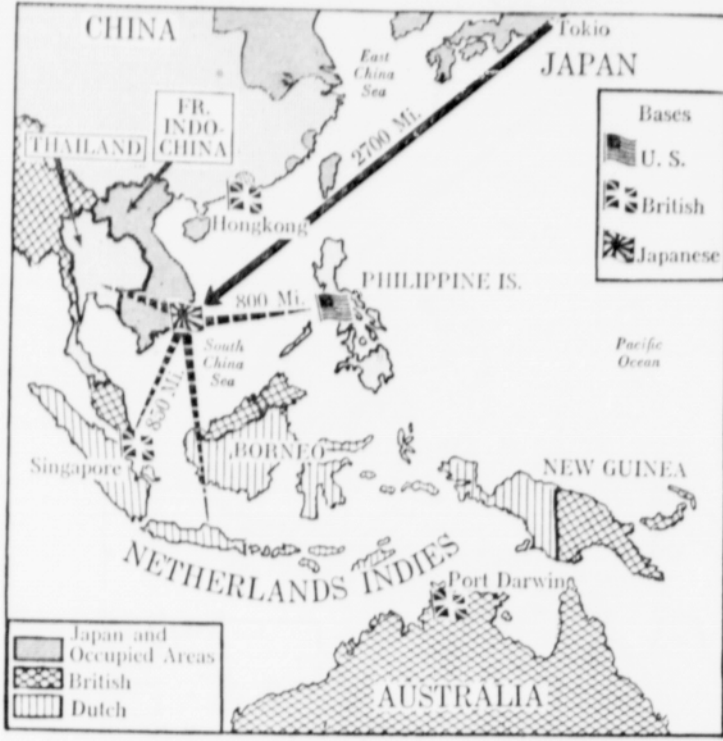 CHINA
Tokio
East
China
Sea
JAPAN
FR.
INDO-
CHINA
THAILAND
2700 Mi.
Bases
U. S.
British
Japanese
Hongkong
PHILIPPINE IS.
800 Mi.
South
China
Sea
Pacific
Ocean
850 Mi.
BORNEO
Singapore
NEW GUINEA
NETHERLANDS INDIES
Port Darwin
Japan and
Occupied Areas
British
Dutch
AUSTRALIA